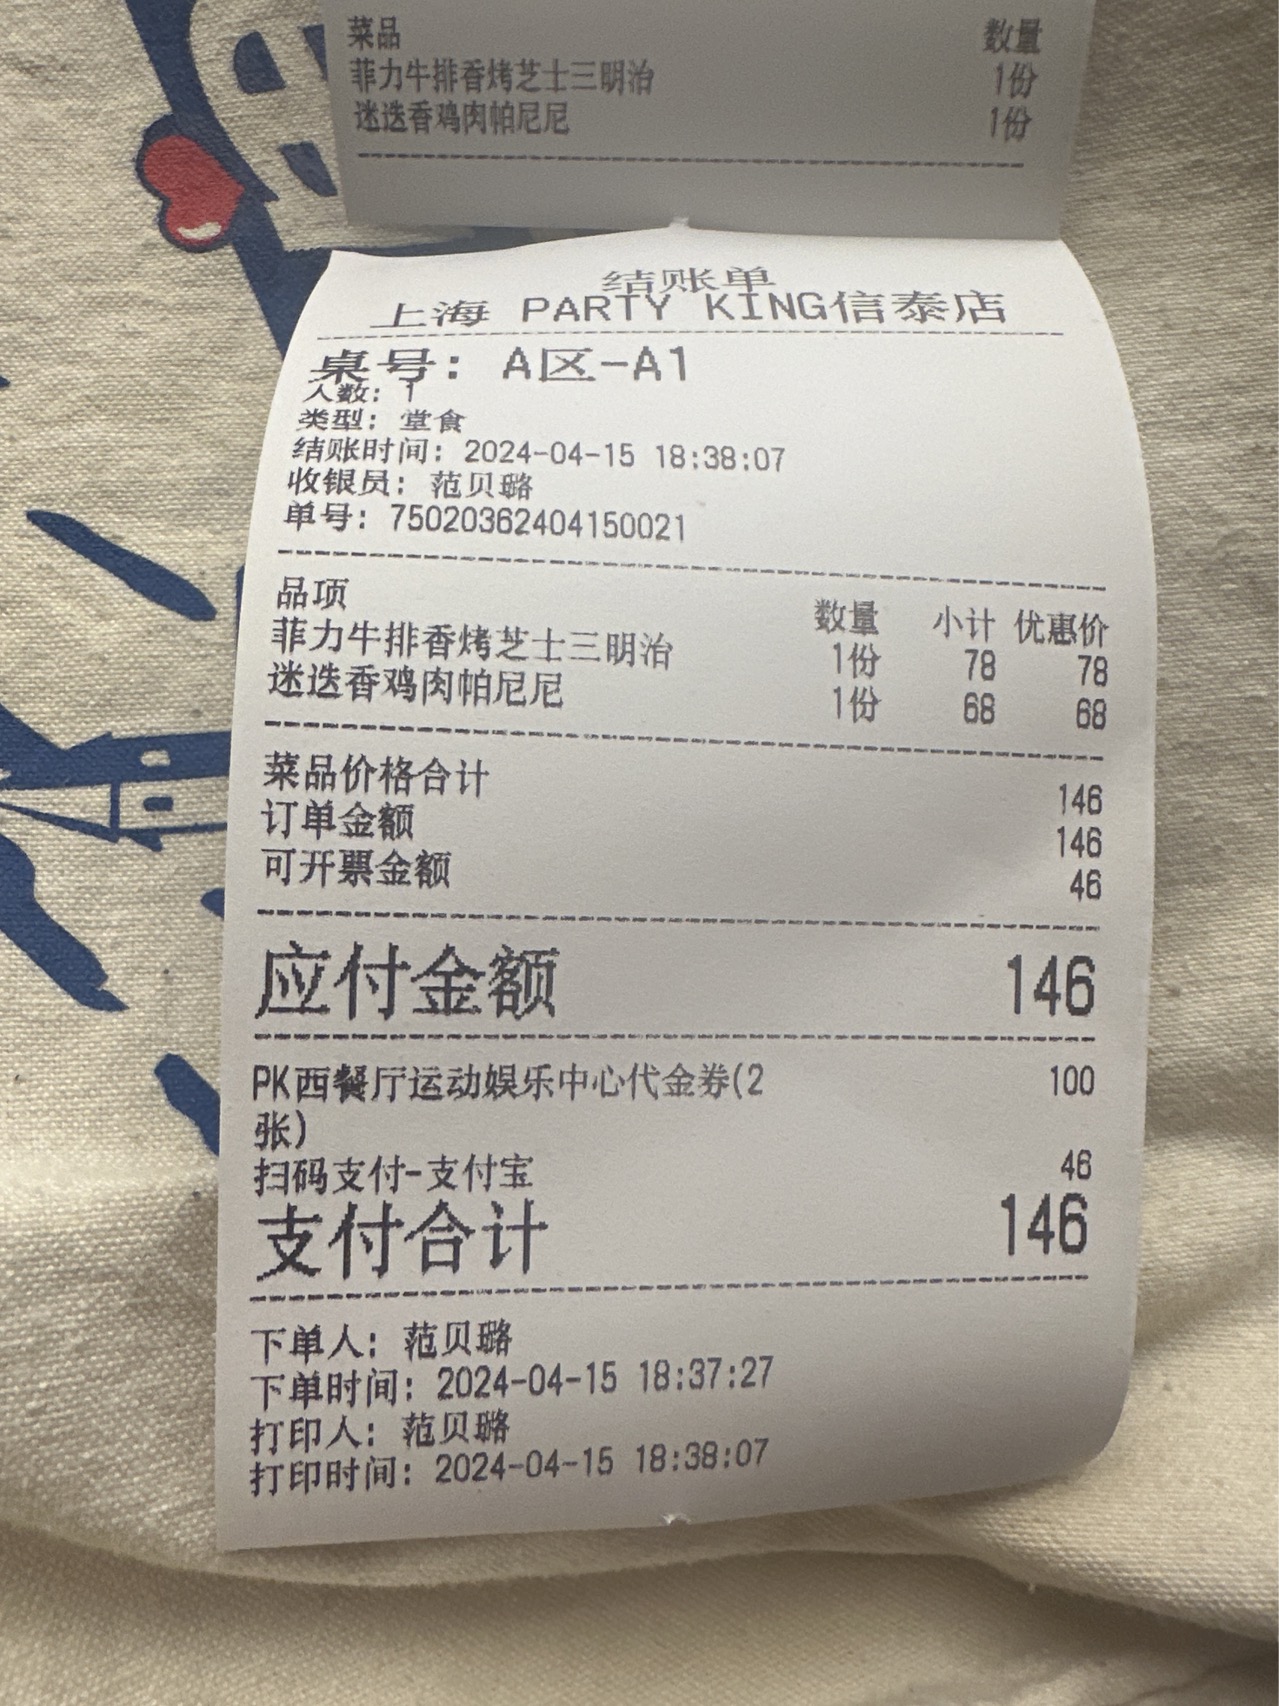 菜品 数量
菲力牛排香烤芝士三明治 1份
迷迭香鸡肉帕尼尼 1份
结账单
上海 PARTY KING信泰店
桌号: A区-A1
人数: 1
类型: 堂食
结账时间: 2024-04-15 18:38:07
收银员: 范贝璐
单号: 75020362404150021
品项 数量 小计 优惠价
菲力牛排香烤芝士三明治 1份 78 78
迷迭香鸡肉帕尼尼 1份 68 68
菜品价格合计 146
订单金额 146
可开票金额 46
应付金额 146
PK西餐厅运动娱乐中心代金券(2 100
张)
扫码支付-支付宝 46
支付合计 146
下单人: 范贝璐
下单时间: 2024-04-15 18:37:27
打印人: 范贝璐
打印时间: 2024-04-15 18:38:07